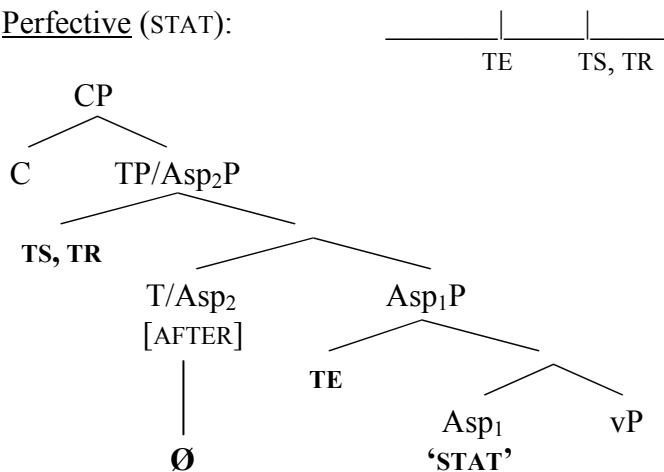 Perfective (STAT):
TE TS, TR
CP
C TP/Asp₂P
TS, TR
T/Asp₂ Asp₁P
[AFTER]
TE
Asp₁ vP
Ø ‘STAT’